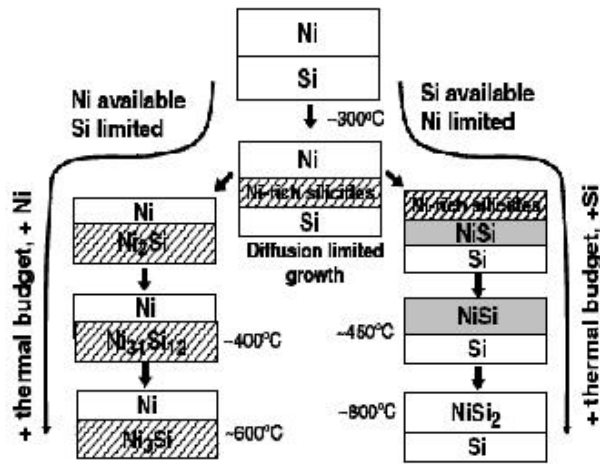 Ni
Si
Ni available
Si limited
Si available
Ni limited
~300°C
Ni
Ni-rich silicides
Si
Diffusion limited
growth
Ni
Ni2Si
Ni
Ni31Si12
~400°C
Ni
Ni3Si
~600°C
Ni-rich silicides
NiSi
Si
NiSi
Si
~450°C
NiSi2
Si
~800°C
+ thermal budget, + Ni
+ thermal budget, +Si